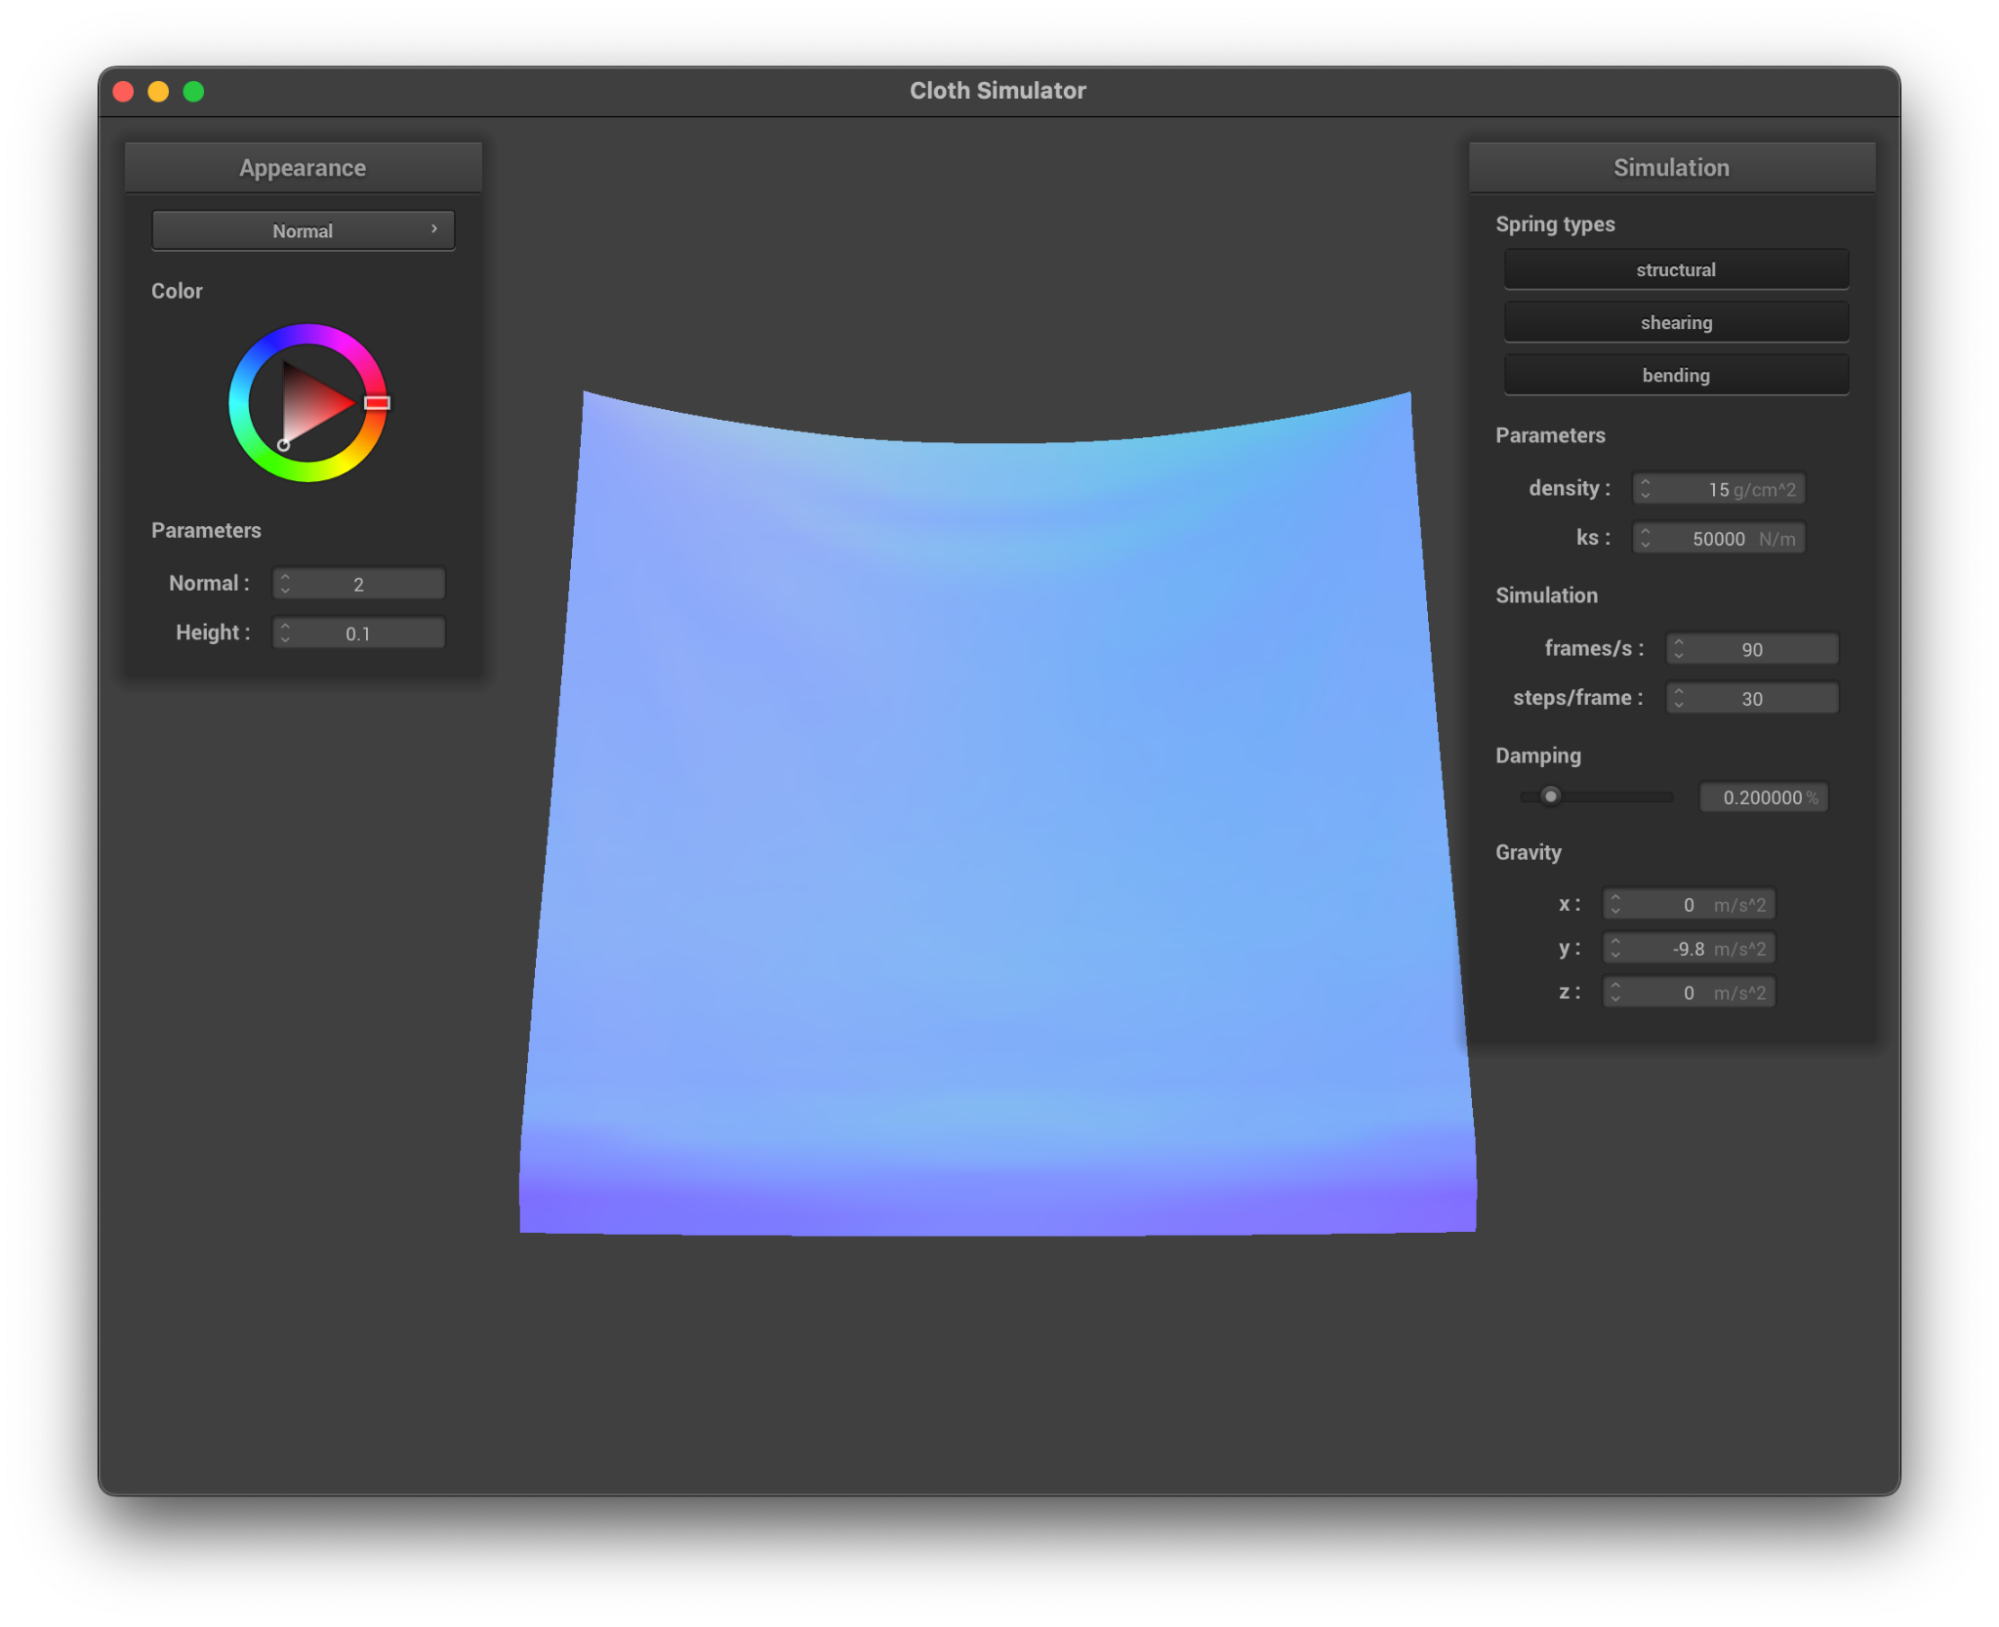 Cloth Simulator
Appearance
Normal
Color
Parameters
Normal : 2
Height : 0.1
Simulation
Spring types
structural
shearing
bending
Parameters
density : 15 g/cm^2
ks : 50000 N/m
Simulation
frames/s : 90
steps/frame : 30
Damping
0.200000 %
Gravity
x : 0 m/s^2
y : -9.8 m/s^2
z : 0 m/s^2